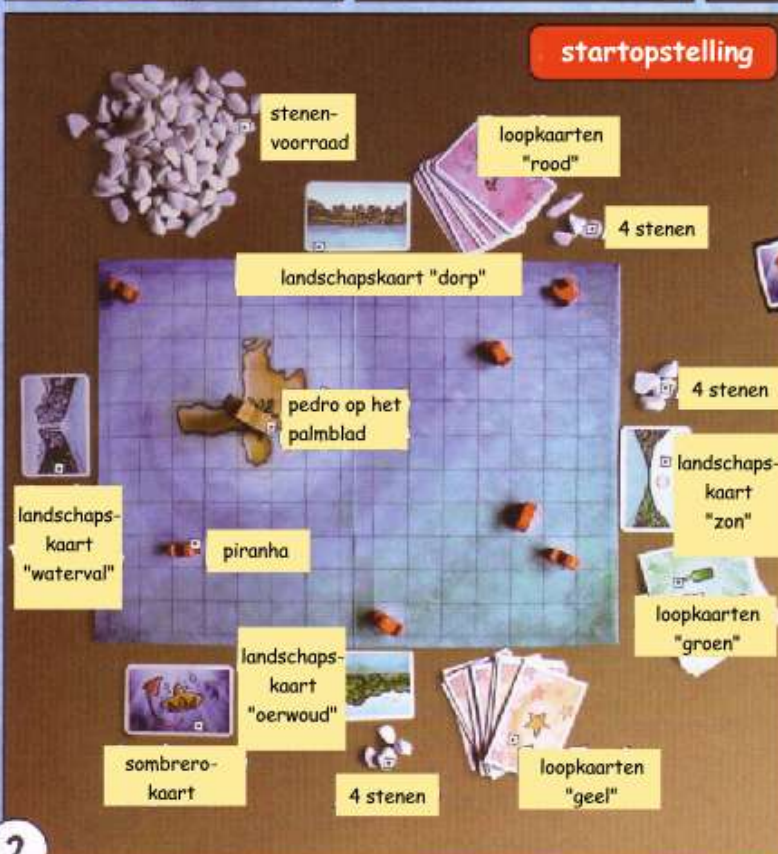 startopstelling
stenen-
voorraad
loopkaarten
"rood"
4 stenen
landschapskaart "dorp"
4 stenen
pedro op het
palmblad
landschaps-
kaart
"zon"
landschaps-
kaart
"waterval"
piranha
loopkaarten
"groen"
landschaps-
kaart
"oerwoud"
sombrero-
kaart
4 stenen
loopkaarten
"geel"
2